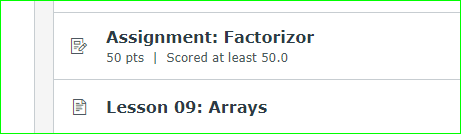 Assignment: Factorizor
50 pts | Scored at least 50.0
Lesson 09: Arrays